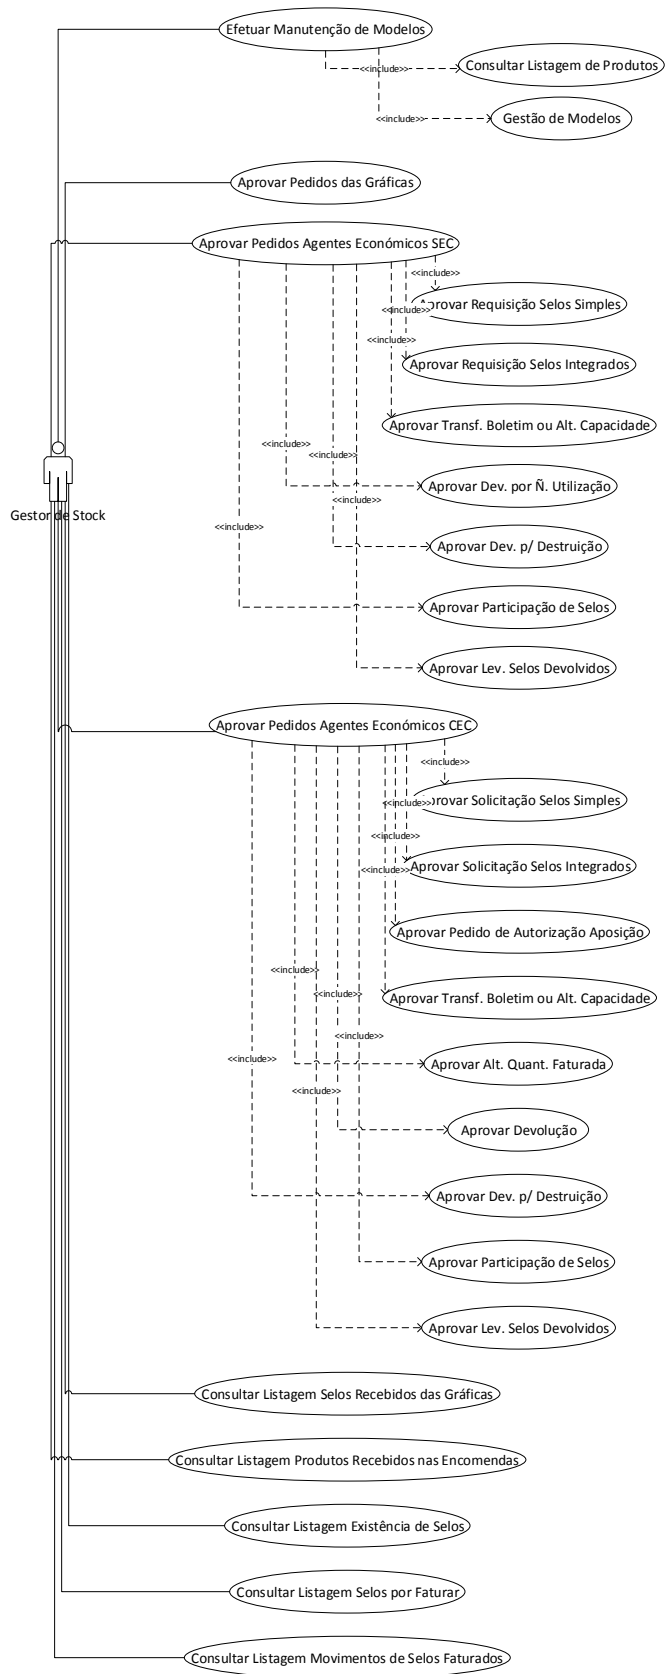 Efetuar Manutenção de Modelos
<<include>>
Consultar Listagem de Produtos
<<include>>
Gestão de Modelos
Aprovar Pedidos das Gráficas
Aprovar Pedidos Agentes Económicos SEC
<<include>>
provar Requisição Selos Simples
<<include>>
<<include>>
Aprovar Requisição Selos Integrados
Aprovar Transf. Boletim ou Alt. Capacidade
<<include>>
<<include>>
Aprovar Dev. por Ñ. Utilização
<<include>>
Gestor de Stock
<<include>>
Aprovar Dev. p/ Destruição
Aprovar Participação de Selos
Aprovar Lev. Selos Devolvidos
Aprovar Pedidos Agentes Económicos CEC
<<include>>
provar Solicitação Selos Simples
<<include>>
<<include>>
Aprovar Solicitação Selos Integrados
<<include>>
Aprovar Pedido de Autorização Aposição
<<include>>
<<include>>
Aprovar Transf. Boletim ou Alt. Capacidade
<<include>>
<<include>>
Aprovar Alt. Quant. Faturada
<<include>>
Aprovar Devolução
Aprovar Dev. p/ Destruição
Aprovar Participação de Selos
Aprovar Lev. Selos Devolvidos
Consultar Listagem Selos Recebidos das Gráficas
Consultar Listagem Produtos Recebidos nas Encomendas
Consultar Listagem Existência de Selos
Consultar Listagem Selos por Faturar
Consultar Listagem Movimentos de Selos Faturados